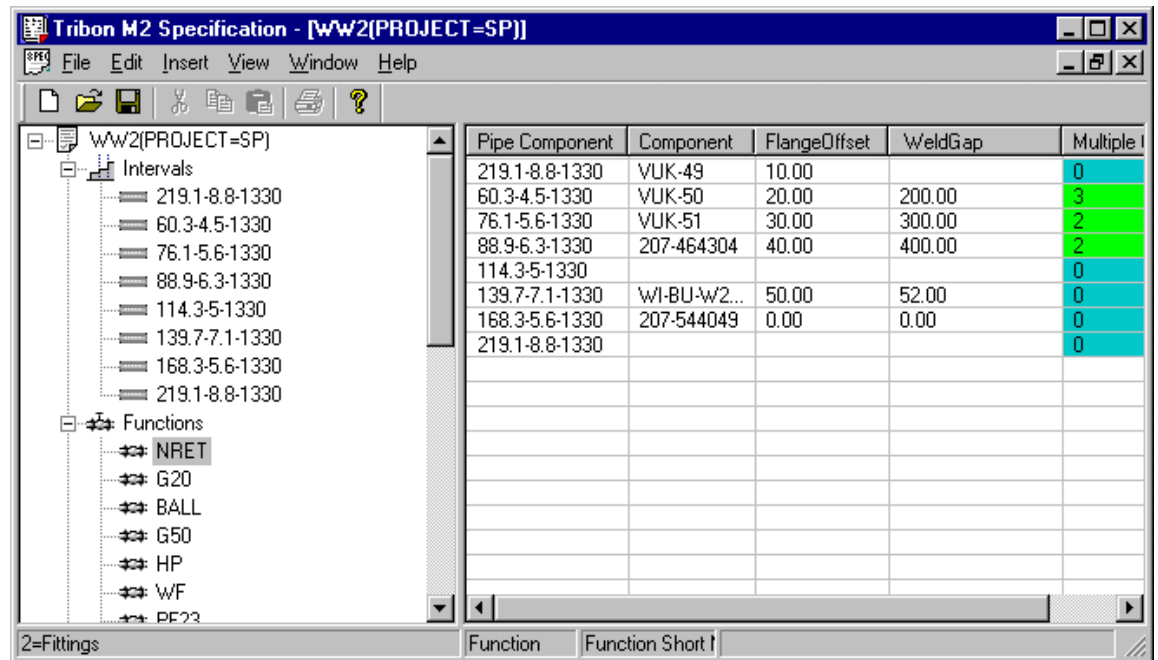 Tribon M2 Specification - [WW2(PROJECT=SP)]
File Edit Insert View Window Help
WW2(PROJECT=SP)
Intervals
219.1-8.8-1330
60.3-4.5-1330
76.1-5.6-1330
88.9-6.3-1330
114.3-5-1330
139.7-7.1-1330
168.3-5.6-1330
219.1-8.8-1330
Functions
NRET
G20
BALL
G50
HP
WF
PF23
Pipe Component Component FlangeOffset WeldGap Multiple
219.1-8.8-1330 VUK-49 10.00 0
60.3-4.5-1330 VUK-50 20.00 200.00 3
76.1-5.6-1330 VUK-51 30.00 300.00 2
88.9-6.3-1330 207-464304 40.00 400.00 2
114.3-5-1330 0
139.7-7.1-1330 WI-BU-W2... 50.00 52.00 0
168.3-5.6-1330 207-544049 0.00 0.00 0
219.1-8.8-1330 0
2=Fittings Function Function Short